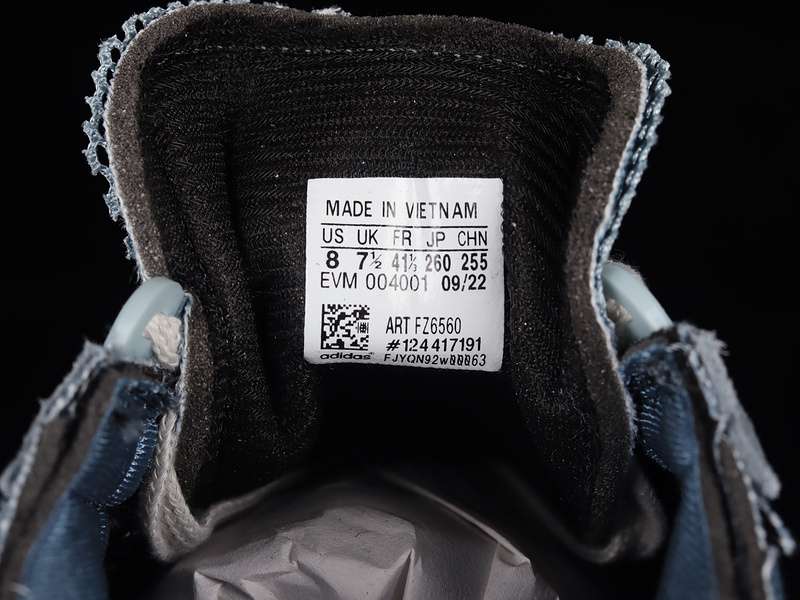 MADE IN VIETNAM
US UK FR JP CHN
8 7½ 41⅓ 260 255
EVM 004001 09/22
ART FZ6560
#124417191
adidas FJYQN92w00063